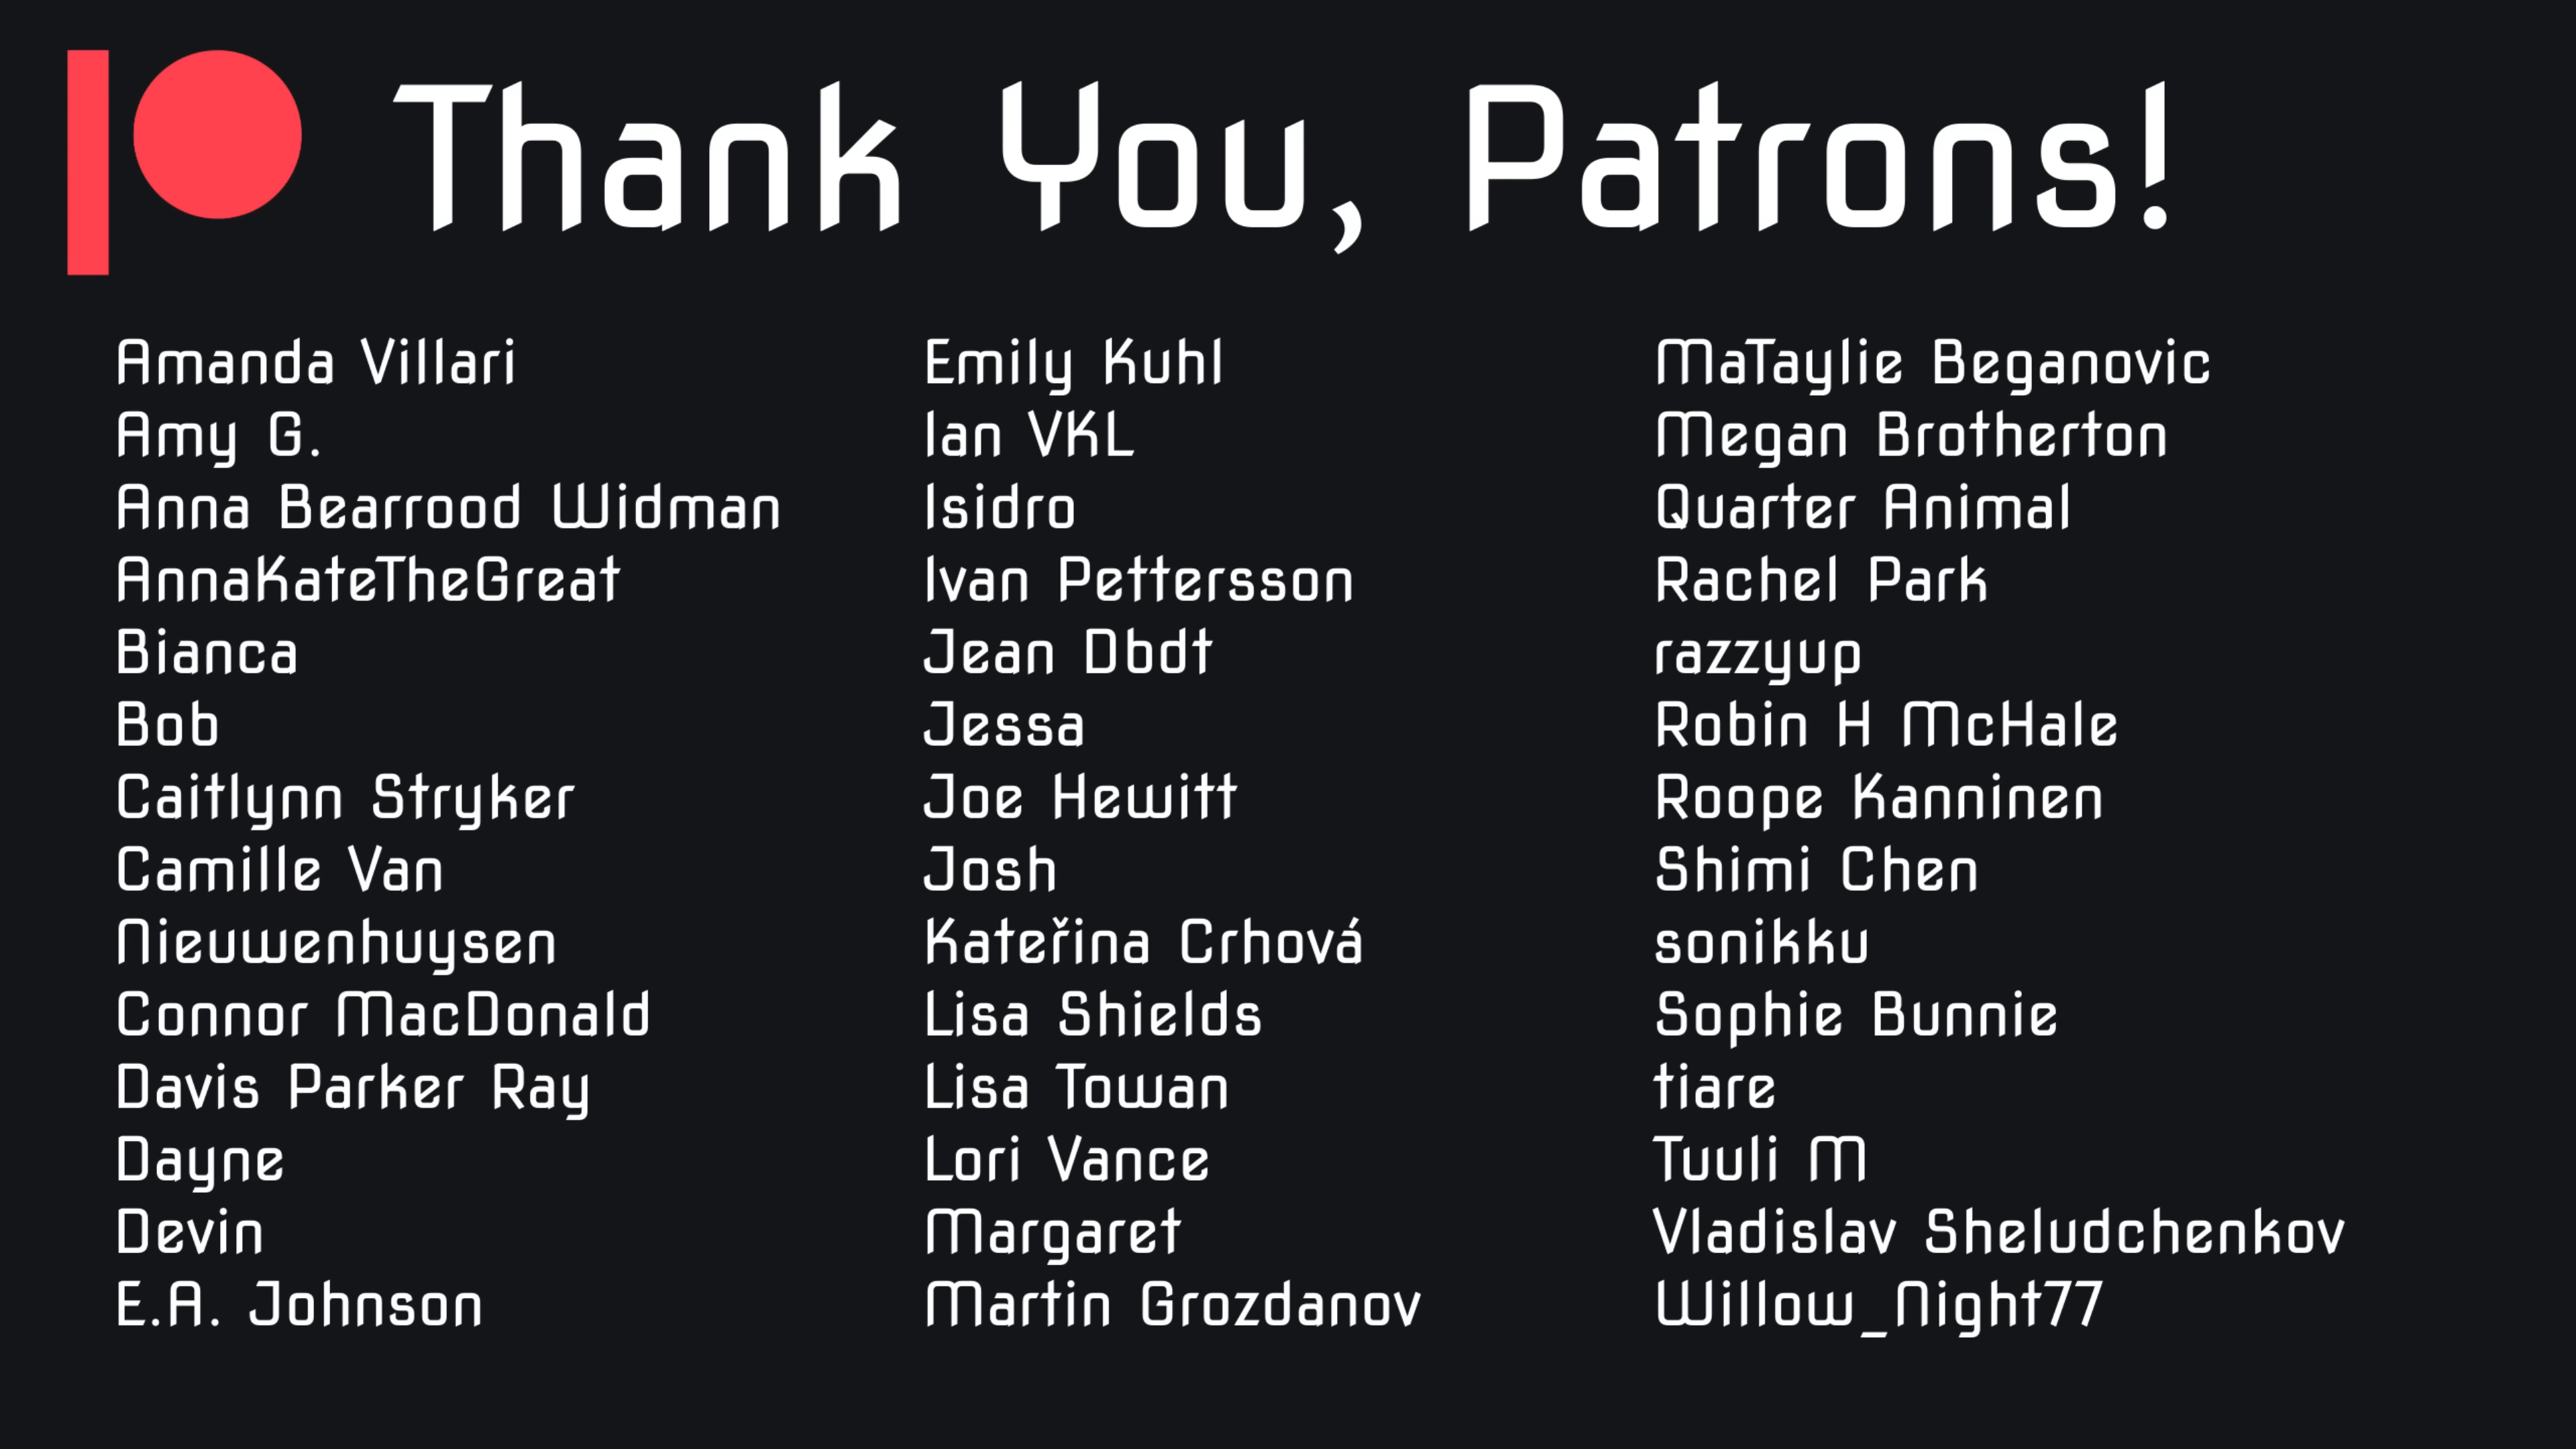 Thank You, Patrons!
Amanda Villari
Amy G.
Anna Bearrood Widman
AnnaKateTheGreat
Bianca
Bob
Caitlynn Stryker
Camille Van
Nieuwenhuysen
Connor MacDonald
Davis Parker Ray
Dayne
Devin
E.A. Johnson
Emily Kuhl
Ian VKL
Isidro
Ivan Pettersson
Jean Dbdt
Jessa
Joe Hewitt
Josh
Kateřina Crhová
Lisa Shields
Lisa Towan
Lori Vance
Margaret
Martin Grozdanov
MaTaylie Beganovic
Megan Brotherton
Quarter Animal
Rachel Park
razzyup
Robin H McHale
Roope Kanninen
Shimi Chen
sonikku
Sophie Bunnie
tiare
Tuuli M
Vladislav Sheludchenkov
Willow_Night77